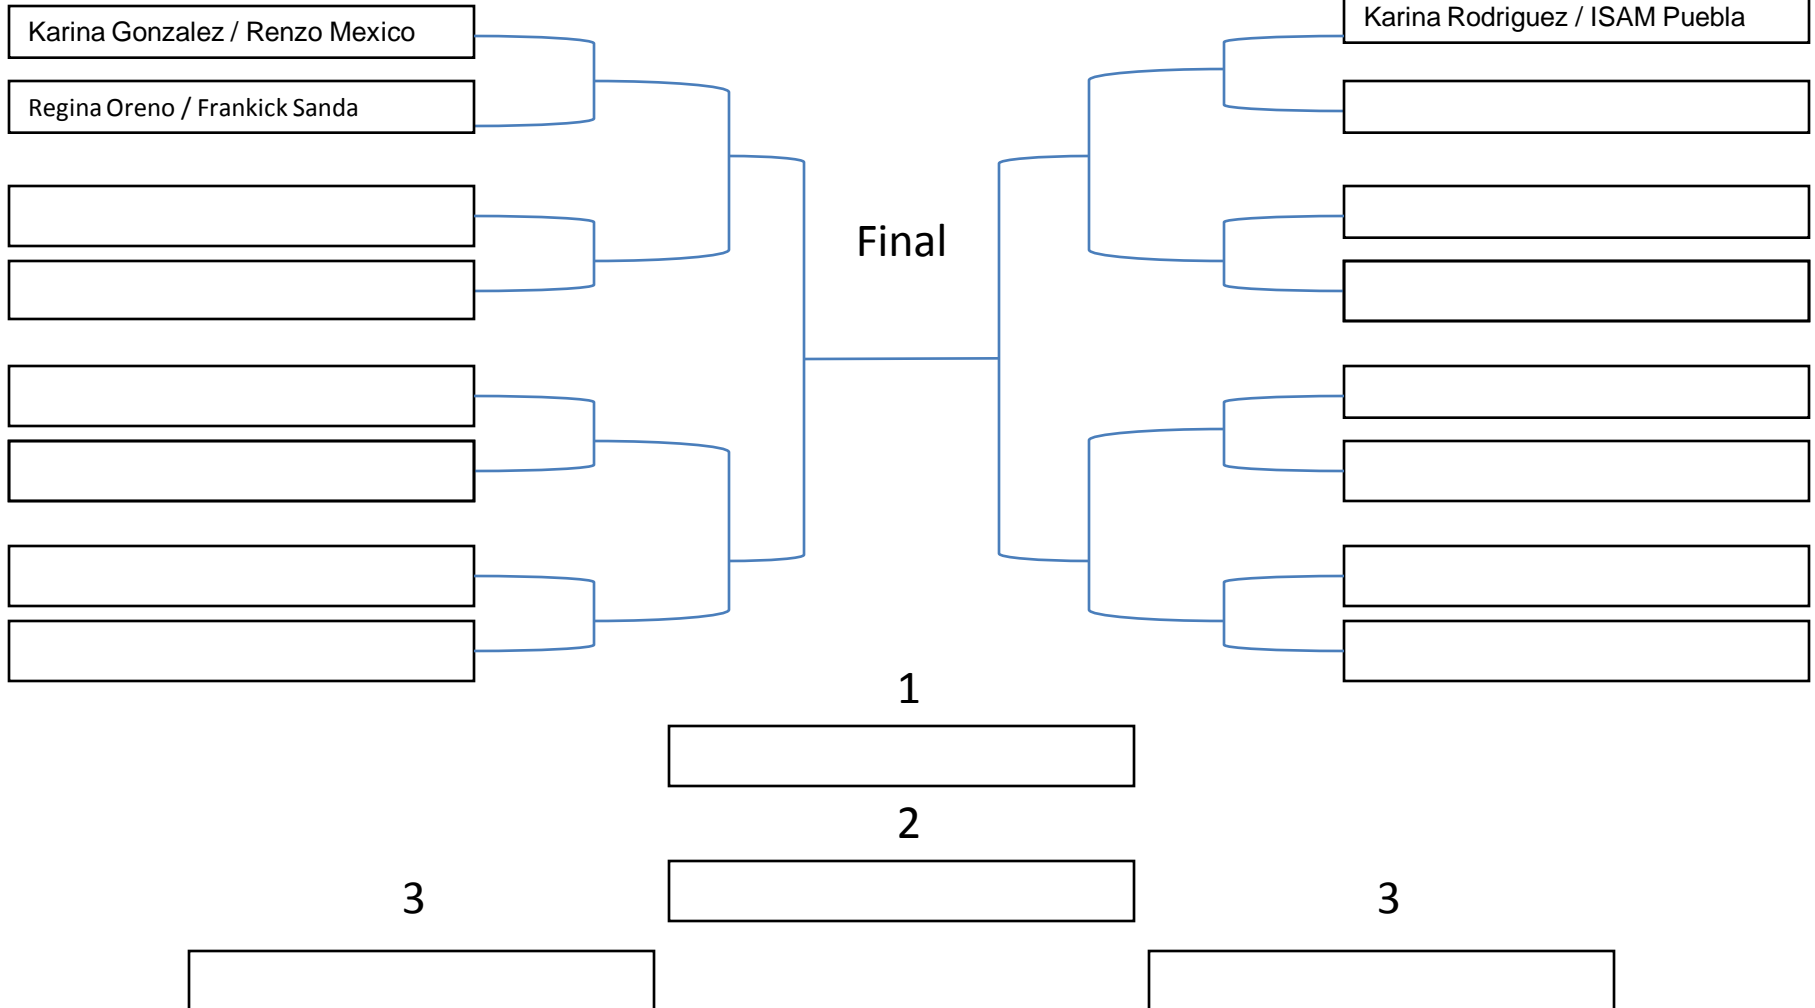 Karina Gonzalez / Renzo Mexico
Karina Rodriguez / ISAM Puebla
Regina Oreno / Frankick Sanda
Final
1
2
3
3